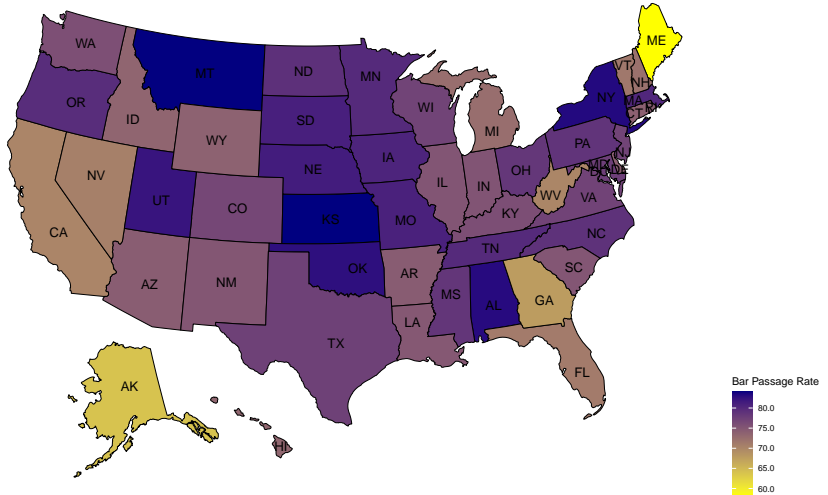 ME
WA
VT
MT
NH
ND
MN
NY
MA
OR
RI
CT
WI
ID
SD
MI
WY
PA
NJ
IA
NE
OH
MD
DE
DC
NV
IL
IN
UT
WV
VA
CO
KY
KS
MO
CA
NC
TN
OK
SC
AR
NM
AZ
MS
GA
AL
LA
TX
FL
AK
HI
Bar Passage Rate
80.0
75.0
70.0
65.0
60.0